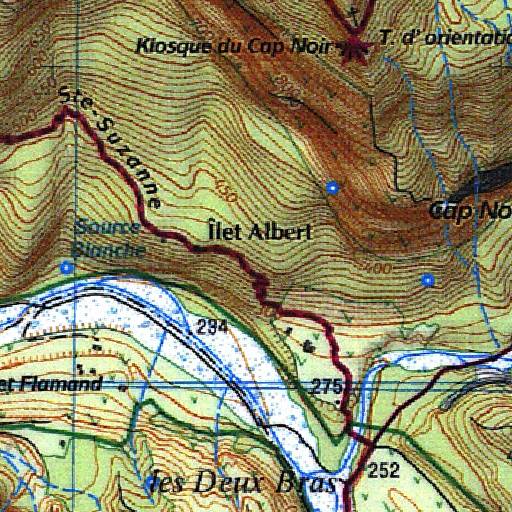 Kiosque du Cap Noir
T. d'orientatio
Ste-Suzanne
450
Cap No
Source
Blanche
Îlet Albert
400
294
et Flamand
275
252
les Deux Bras